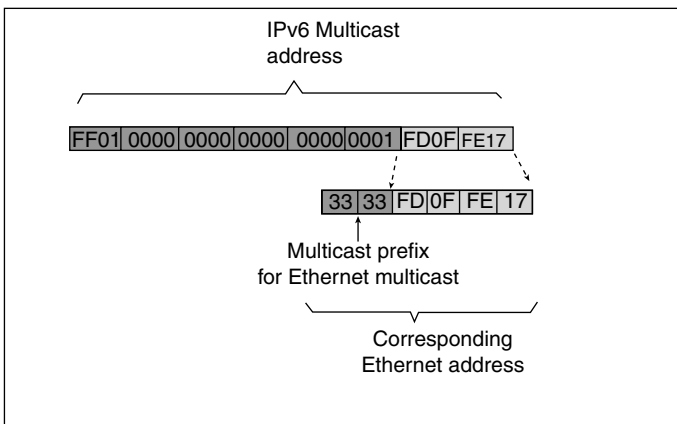 IPv6 Multicast
address
FF01 0000 0000 0000 0000 0001 FD0F FE17
33 33 FD 0F FE 17
Multicast prefix
for Ethernet multicast
Corresponding
Ethernet address